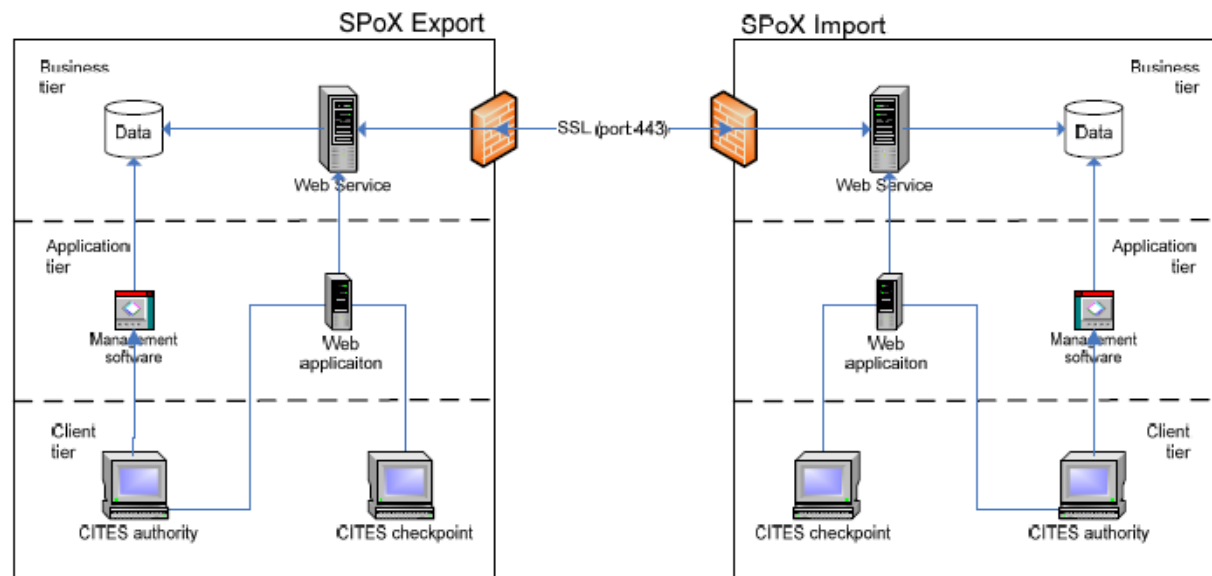 SPoX Export
SPoX Import
Business
tier
Data
Web Service
SSL (port 443)
Business
tier
Web Service
Data
Application
tier
Management
software
Web
applicaiton
Application
tier
Web
applicaiton
Management
software
Client
tier
CITES authority
CITES checkpoint
Client
tier
CITES checkpoint
CITES authority